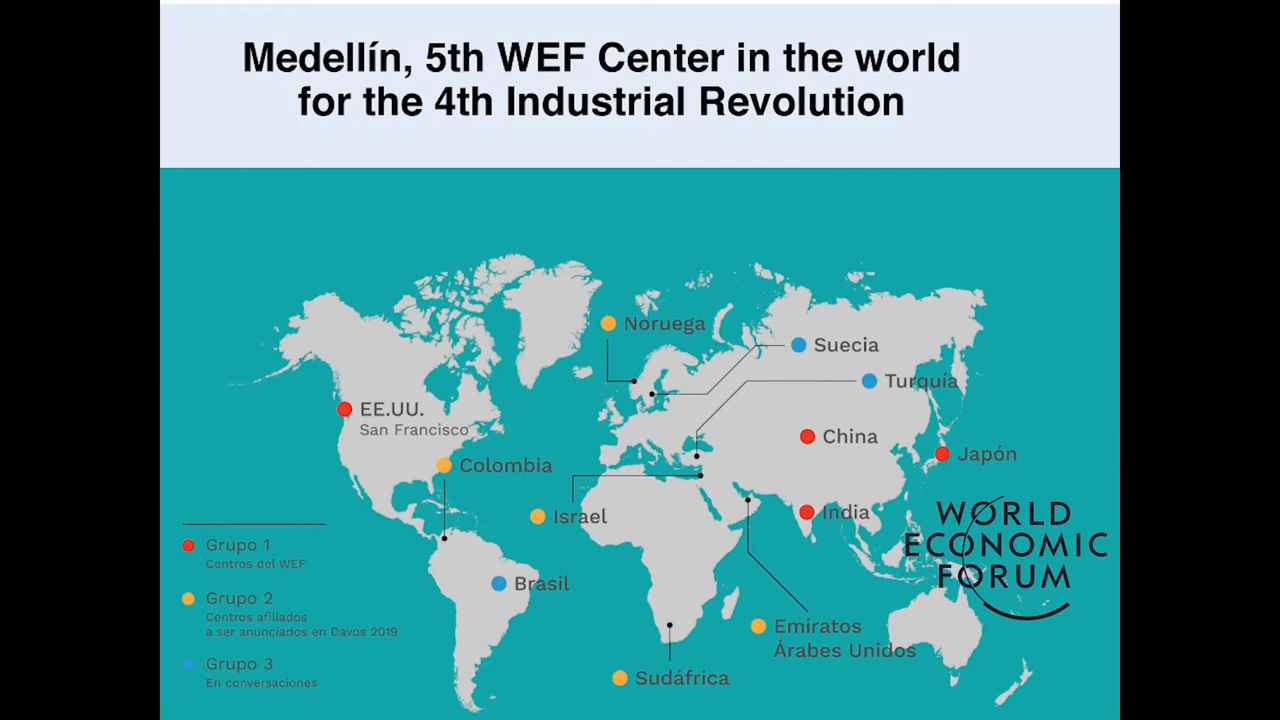 Medellín, 5th WEF Center in the world
for the 4th Industrial Revolution
Noruega
Suecia
Turquía
EE.UU.
San Francisco
China
Japón
Colombia
Israel
India
WORLD
ECONOMIC
FORUM
Grupo 1
Centros del WEF
Brasil
Grupo 2
Centros afiliados
a ser anunciados en Davos 2019
Emiratos
Árabes Unidos
Grupo 3
En conversaciones
Sudáfrica